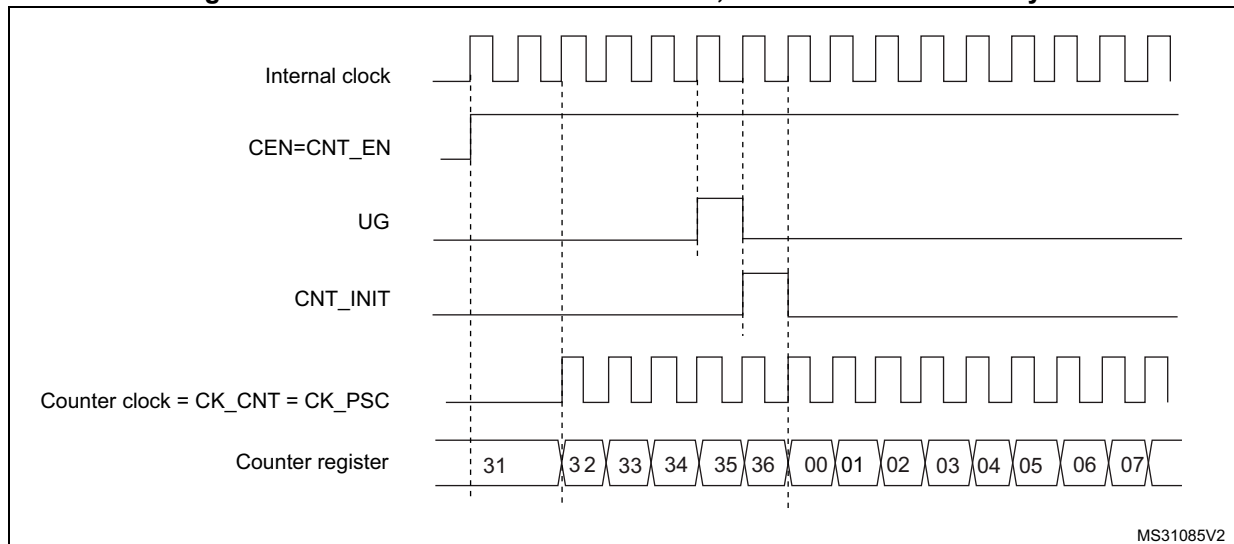 Internal clock
CEN=CNT_EN
UG
CNT_INIT
Counter clock = CK_CNT = CK_PSC
Counter register 31 32 33 34 35 36 00 01 02 03 04 05 06 07
MS31085V2